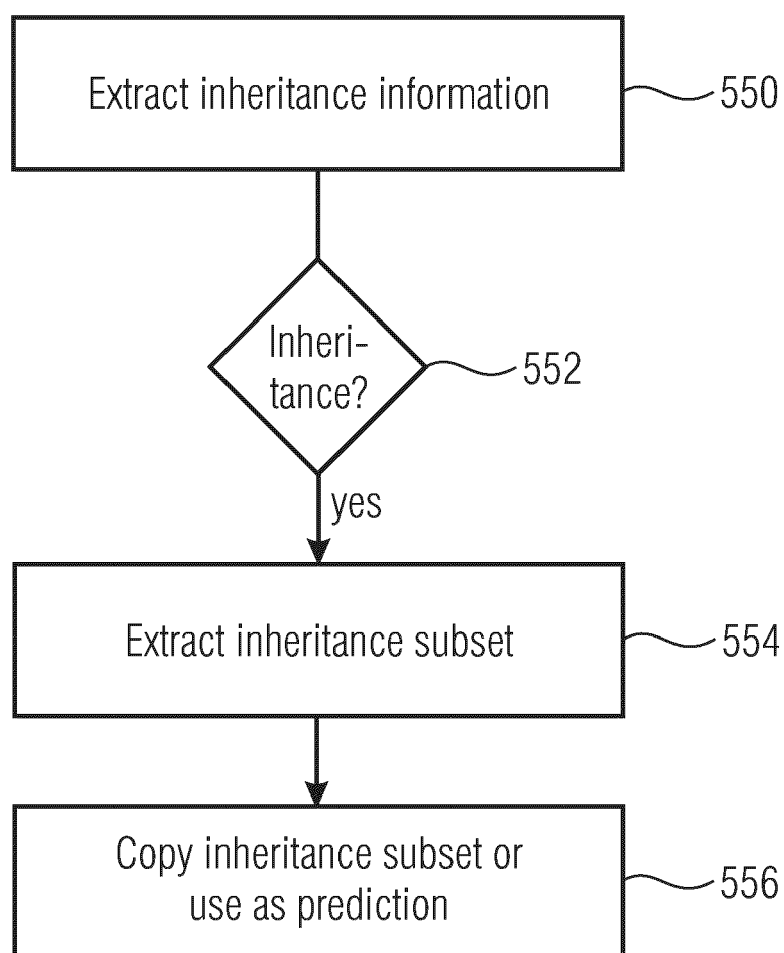 Extract inheritance information
550
Inheri-
tance?
552
yes
Extract inheritance subset
554
Copy inheritance subset or
use as prediction
556